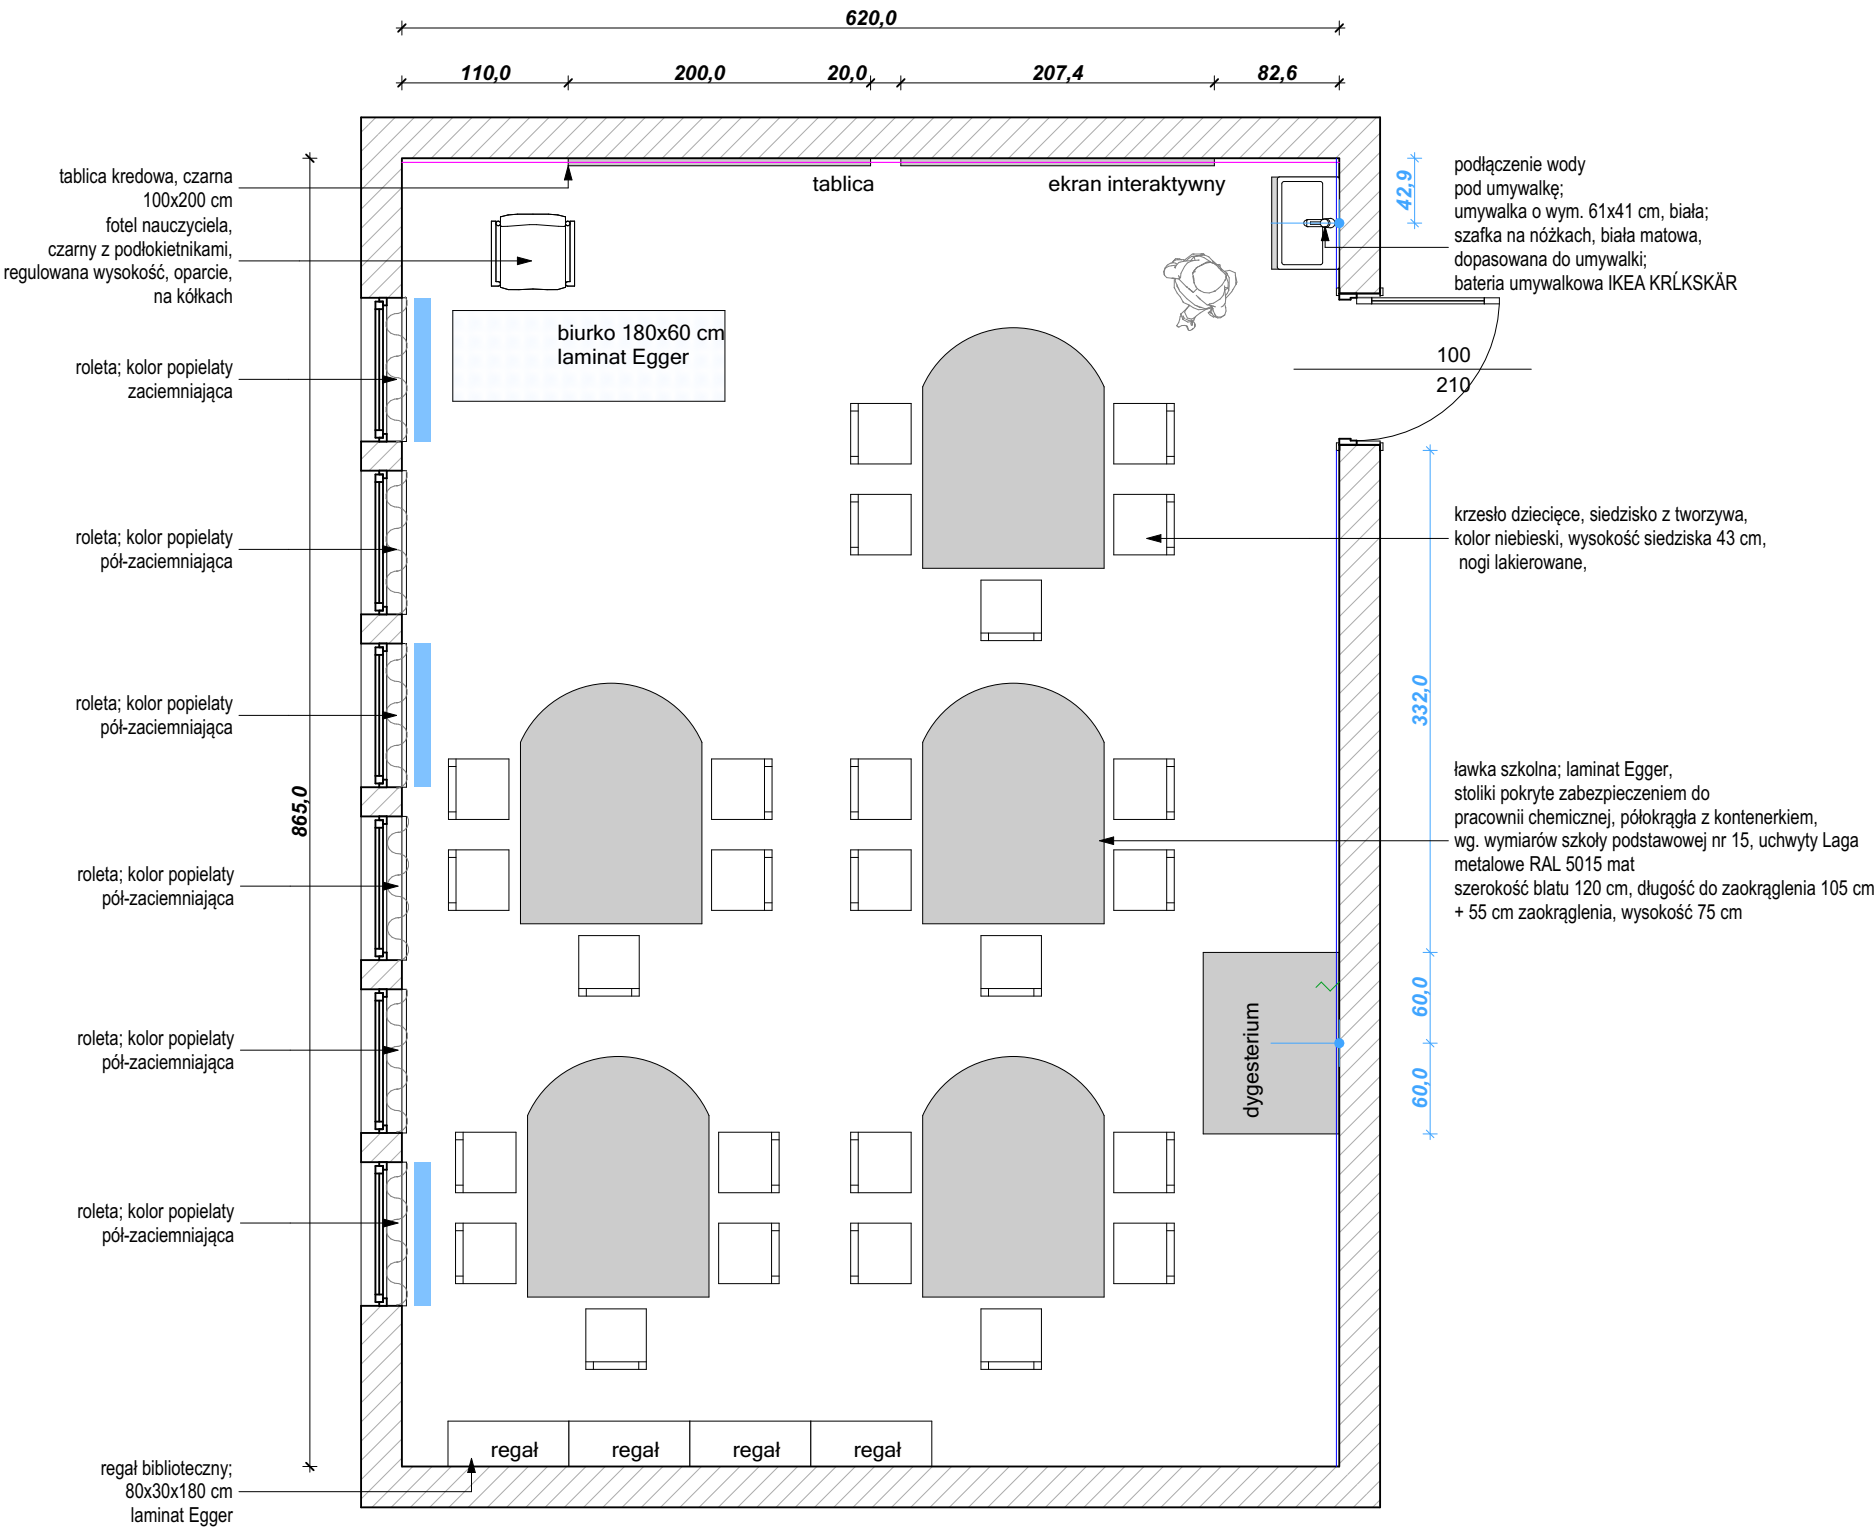 620,0
110,0
200,0
20,0
207,4
82,6
tablica kredowa, czarna
100x200 cm
fotel nauczyciela,
czarny z podłokietnikami,
regulowana wysokość, oparcie,
na kółkach
tablica
ekran interaktywny
42,9
podłączenie wody
pod umywalkę;
umywalka o wym. 61x41 cm, biała;
szafka na nóżkach, biała matowa,
dopasowana do umywalki;
bateria umywalkowa IKEA KRĹKSKÄR
biurko 180x60 cm
laminat Egger
100
210
roleta; kolor popielaty
zaciemniająca
roleta; kolor popielaty
pół-zaciemniająca
krzesło dziecięce, siedzisko z tworzywa,
kolor niebieski, wysokość siedziska 43 cm,
nogi lakierowane,
roleta; kolor popielaty
pół-zaciemniająca
332,0
865,0
ławka szkolna; laminat Egger,
stoliki pokryte zabezpieczeniem do
pracownii chemicznej, półokrągła z kontenerkiem,
wg. wymiarów szkoły podstawowej nr 15, uchwyty Laga
metalowe RAL 5015 mat
szerokość blatu 120 cm, długość do zaokrąglenia 105 cm
+ 55 cm zaokrąglenia, wysokość 75 cm
roleta; kolor popielaty
pół-zaciemniająca
60,0
dygesterium
60,0
roleta; kolor popielaty
pół-zaciemniająca
roleta; kolor popielaty
pół-zaciemniająca
regał
regał
regał
regał
regał biblioteczny;
80x30x180 cm
laminat Egger